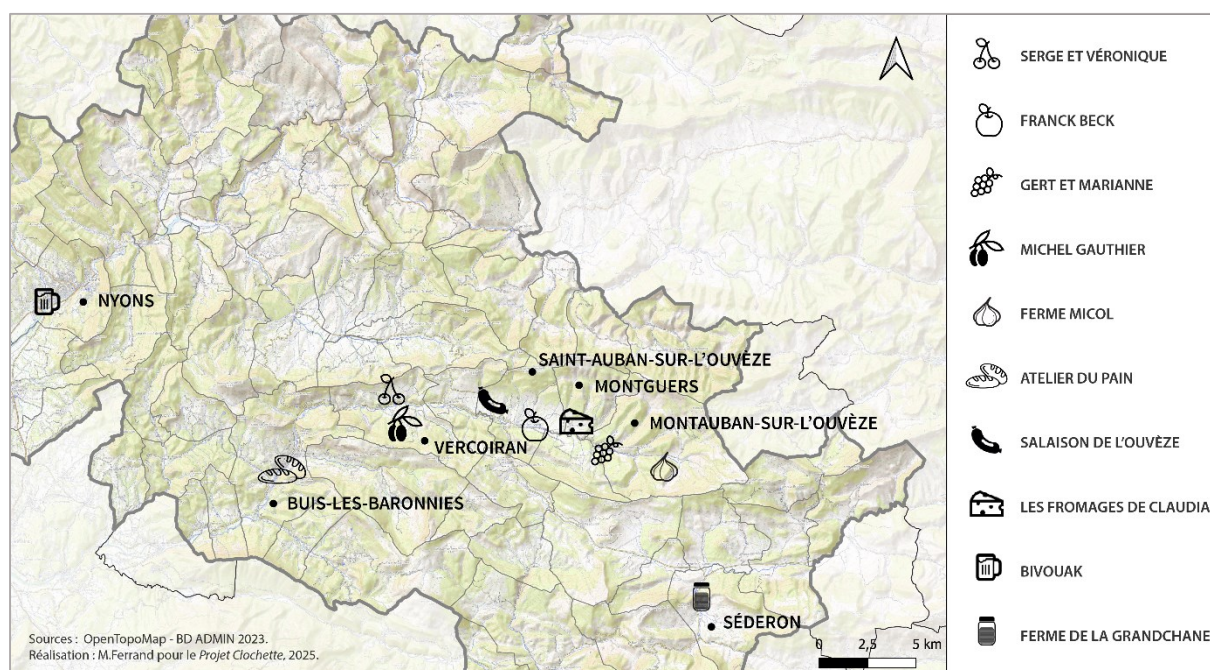 NYONS
SAINT-AUBAN-SUR-L'OUVÈZE
MONTGUERS
MONTAUBAN-SUR-L'OUVÈZE
VERCOIRAN
BUIS-LES-BARONNIES
SÉDERON
0 2,5 5 km
Sources : OpenTopoMap - BD ADMIN 2023.
Réalisation : M.Ferrand pour le Projet Clochette, 2025.
SERGE ET VÉRONIQUE
FRANCK BECK
GERT ET MARIANNE
MICHEL GAUTHIER
FERME MICOL
ATELIER DU PAIN
SALAISON DE L'OUVÈZE
LES FROMAGES DE CLAUDIA
BIVOUAK
FERME DE LA GRANDCHANE